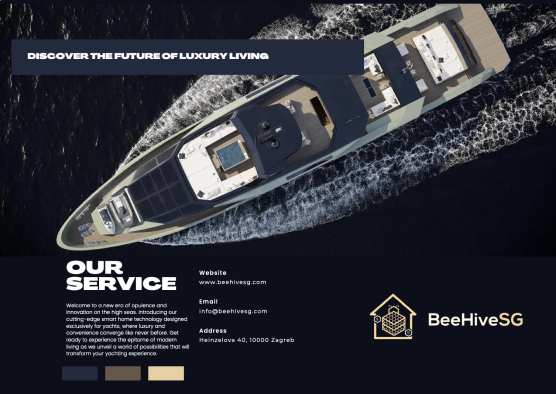 DISCOVER THE FUTURE OF LUXURY LIVING
OUR
SERVICE
Welcome to a new era of opulence and
innovation on the high seas. Introducing our
cutting-edge smart home technology designed
exclusively for yachts, where luxury and
convenience converge like never before. Get
ready to experience the epitome of modern
living as we unveil a world of possibilities that will
transform your yachting experience.
Website
www.beehivesg.com
Email
info@beehivesg.com
Address
Heinzelova 40, 10000 Zagreb
BeeHiveSG